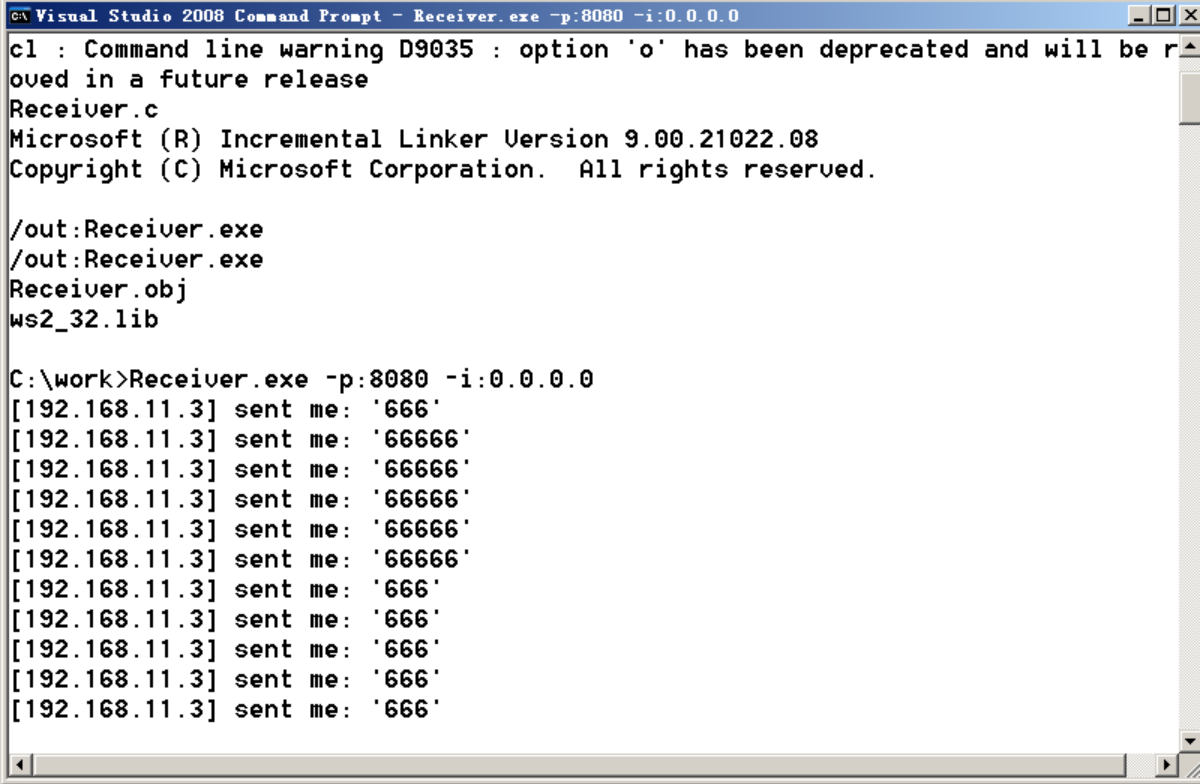 Visual Studio 2008 Command Prompt - Receiver.exe -p:8080 -i:0.0.0.0
cl : Command line warning D9035 : option 'o' has been deprecated and will be r
oved in a future release
Receiver.c
Microsoft (R) Incremental Linker Version 9.00.21022.08
Copyright (C) Microsoft Corporation.  All rights reserved.
/out:Receiver.exe
/out:Receiver.exe
Receiver.obj
ws2_32.lib
C:\work>Receiver.exe -p:8080 -i:0.0.0.0
[192.168.11.3] sent me: '666'
[192.168.11.3] sent me: '66666'
[192.168.11.3] sent me: '66666'
[192.168.11.3] sent me: '66666'
[192.168.11.3] sent me: '66666'
[192.168.11.3] sent me: '66666'
[192.168.11.3] sent me: '666'
[192.168.11.3] sent me: '666'
[192.168.11.3] sent me: '666'
[192.168.11.3] sent me: '666'
[192.168.11.3] sent me: '666'